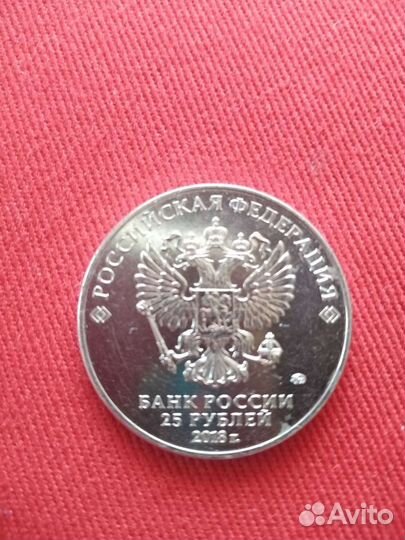 РОССИЙСКАЯ ФЕДЕРАЦИЯ
БАНК РОССИИ
25 РУБЛЕЙ
2018 г.
Avito